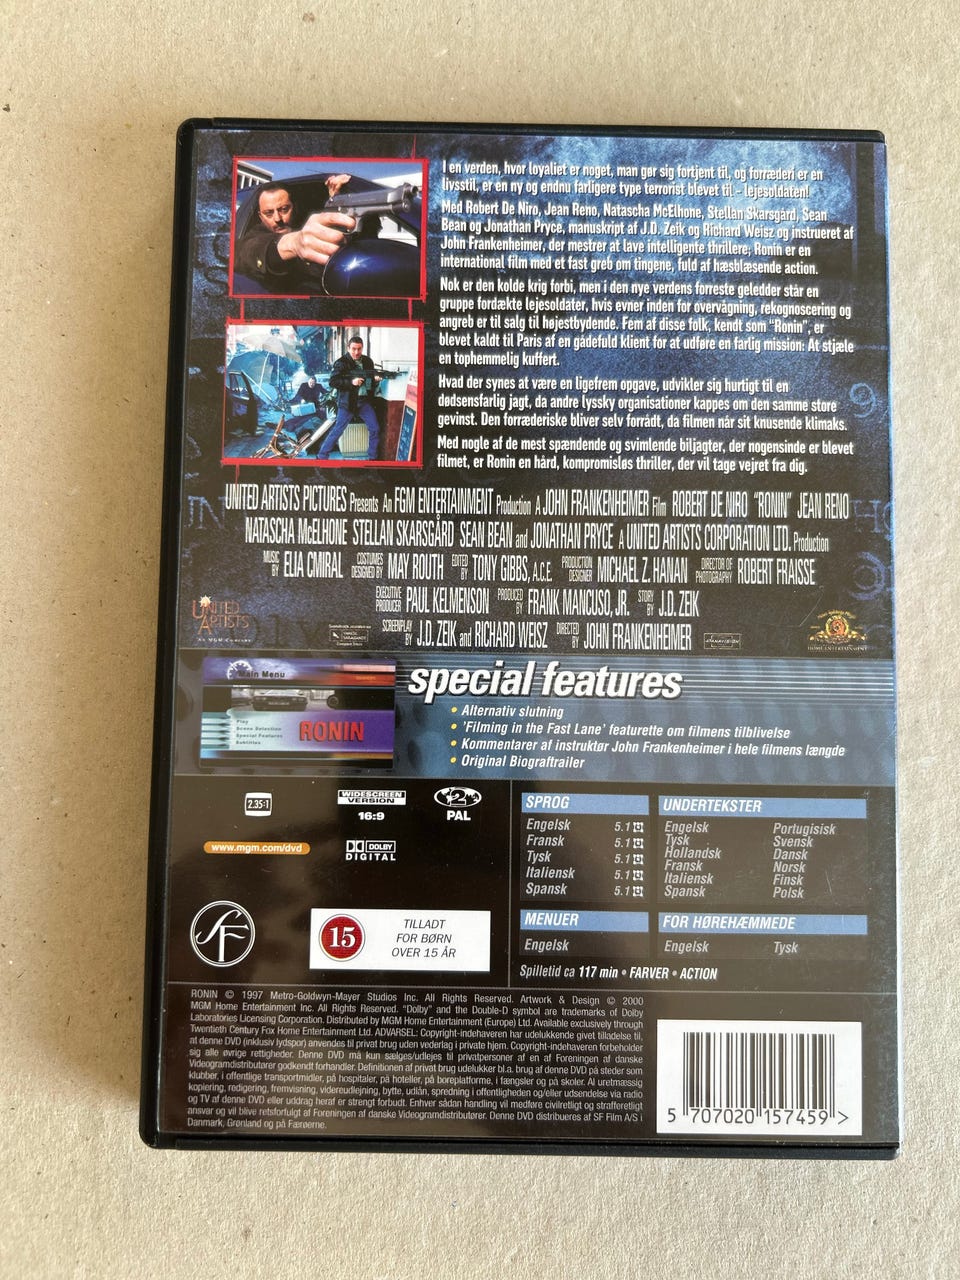 I en verden, hvor loyaliet er noget, man gør sig fortjent til, og forræderi er en
livsstil, er en ny og endnu farligere type terrorist blevet til - lejesoldaten!
Med Robert De Niro, Jean Reno, Natascha McElhone, Stellan Skarsgård, Sean
Bean og Jonathan Pryce, manuskript af J.D. Zeik og Richard Weisz og instrueret af
John Frankenheimer, der mestrer at lave intelligente thrillere; Ronin er en
international film med et fast greb om tingene, fuld af hæsblæsende action.
Nok er den kolde krig forbi, men i den nye verdens forreste geledder står en
gruppe fordækte lejesoldater, hvis evner inden for overvågning, rekognoscering og
angreb er til salg til højestbydende. Fem af disse folk, kendt som "Ronin", er
blevet kaldt til Paris af en gådefuld klient for at udføre en farlig mission: At stjæle
en tophemmelig kuffert.
Hvad der synes at være en ligefrem opgave, udvikler sig hurtigt til en
dødsensfarlig jagt, da andre lyssky organisationer kappes om den samme store
gevinst. Den forræderiske bliver selv forrådt, da filmen når sit knusende klimaks.
Med nogle af de mest spændende og svimlende biljagter, der nogensinde er blevet
filmet, er Ronin en hård, kompromisløs thriller, der vil tage vejret fra dig.
UNITED ARTISTS PICTURES Presents An FGM ENTERTAINMENT Production A JOHN FRANKENHEIMER Film ROBERT DE NIRO "RONIN" JEAN RENO
NATASCHA McELHONE STELLAN SKARSGÅRD SEAN BEAN and JONATHAN PRYCE A UNITED ARTISTS CORPORATION LTD. Production
MUSIC BY ELIA CMIRAL COSTUMES DESIGNED BY MAY ROUTH EDITED BY TONY GIBBS, A.C.E. PRODUCTION DESIGNER MICHAEL Z. HANAN DIRECTOR OF PHOTOGRAPHY ROBERT FRAISSE
EXECUTIVE PRODUCER PAUL KELMENSON PRODUCED BY FRANK MANCUSO, JR. STORY BY J.D. ZEIK
SCREENPLAY BY J.D. ZEIK and RICHARD WEISZ DIRECTED BY JOHN FRANKENHEIMER
UNITED
ARTISTS
AN MGM COMPANY
HOME ENTERTAINMENT
Main Menu
Play
Scene Selection
Special Features
Subtitles
RONIN
special features
• Alternativ slutning
• 'Filming in the Fast Lane' featurette om filmens tilblivelse
• Kommentarer af instruktør John Frankenheimer i hele filmens længde
• Original Biograftrailer
2.35:1
WIDESCREEN
VERSION
16:9
2
PAL
www.mgm.com/dvd
DOLBY
DIGITAL
SF
15
TILLADT
FOR BØRN
OVER 15 ÅR
SPROG
Engelsk 5.1
Fransk 5.1
Tysk 5.1
Italiensk 5.1
Spansk 5.1
UNDERTEKSTER
Engelsk Portugisisk
Tysk Svensk
Hollandsk Dansk
Fransk Norsk
Italiensk Finsk
Spansk Polsk
MENUER
Engelsk
FOR HØREHÆMMEDE
Engelsk Tysk
Spilletid ca 117 min • FARVER • ACTION
RONIN © 1997 Metro-Goldwyn-Mayer Studios Inc. All Rights Reserved. Artwork & Design © 2000
MGM Home Entertainment Inc. All Rights Reserved. "Dolby" and the Double-D symbol are trademarks of Dolby
Laboratories Licensing Corporation. Distributed by MGM Home Entertainment (Europe) Ltd. Available exclusively through
Twentieth Century Fox Home Entertainment Ltd. ADVARSEL: Copyright-indehaveren har udelukkende givet tilladelse til,
at denne DVD (inklusiv lydspor) anvendes til privat brug uden vederlag i private hjem. Copyright-indehaveren forbeholder
sig alle øvrige rettigheder. Denne DVD må kun sælges/udlejes til privatpersoner af en af Foreningen af danske
Videogramdistributører godkendt forhandler. Definitionen af privat brug udelukker bl.a. brug af denne DVD på steder som
klubber, i offentlige transportmidler, på hospitaler, på hoteller, på boreplatforme, i fængsler og på skoler. Al uretmæssig
kopiering, redigering, fremvisning, videreudlejning, bytte, udlån, spredning i offentligheden og/eller udsendelse via radio
og TV af denne DVD eller uddrag heraf er strengt forbudt. Enhver sådan handling vil medføre civilretligt og strafferetligt
ansvar og vil blive retsforfulgt af Foreningen af danske Videogramdistributører. Denne DVD distribueres af SF Film A/S i
Danmark, Grønland og på Færøerne.
5 707020 157459 >